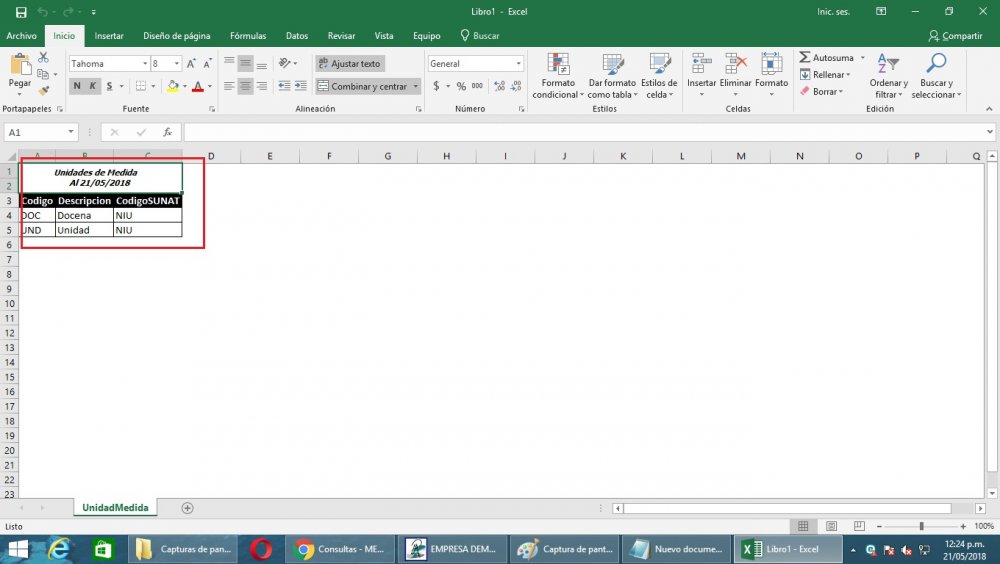 Libro1 - Excel
Inic. ses.
Archivo Inicio Insertar Diseño de página Fórmulas Datos Revisar Vista Equipo Buscar Compartir
Pegar
Tahoma 8
N K S
Ajustar texto
Combinar y centrar
General
$ % 000
Formato condicional
Dar formato como tabla
Estilos de celda
Insertar Eliminar Formato
Autosuma
Rellenar
Borrar
Ordenar y filtrar
Buscar y seleccionar
Portapapeles Fuente Alineación Número Estilos Celdas Edición
A1
fx
A B C D E F G H I J K L M N O P Q
1 Unidades de Medida
2 Al 21/05/2018
3 Codigo Descripcion CodigoSUNAT
4 DOC Docena NIU
5 UND Unidad NIU
6
7
8
9
10
11
12
13
14
15
16
17
18
19
20
21
22
23
UnidadMedida
Listo
100%
Capturas de pan... Consultas - ME... EMPRESA DEM... Captura de pant... Nuevo docume... Libro1 - Excel
12:24 p.m.
21/05/2018